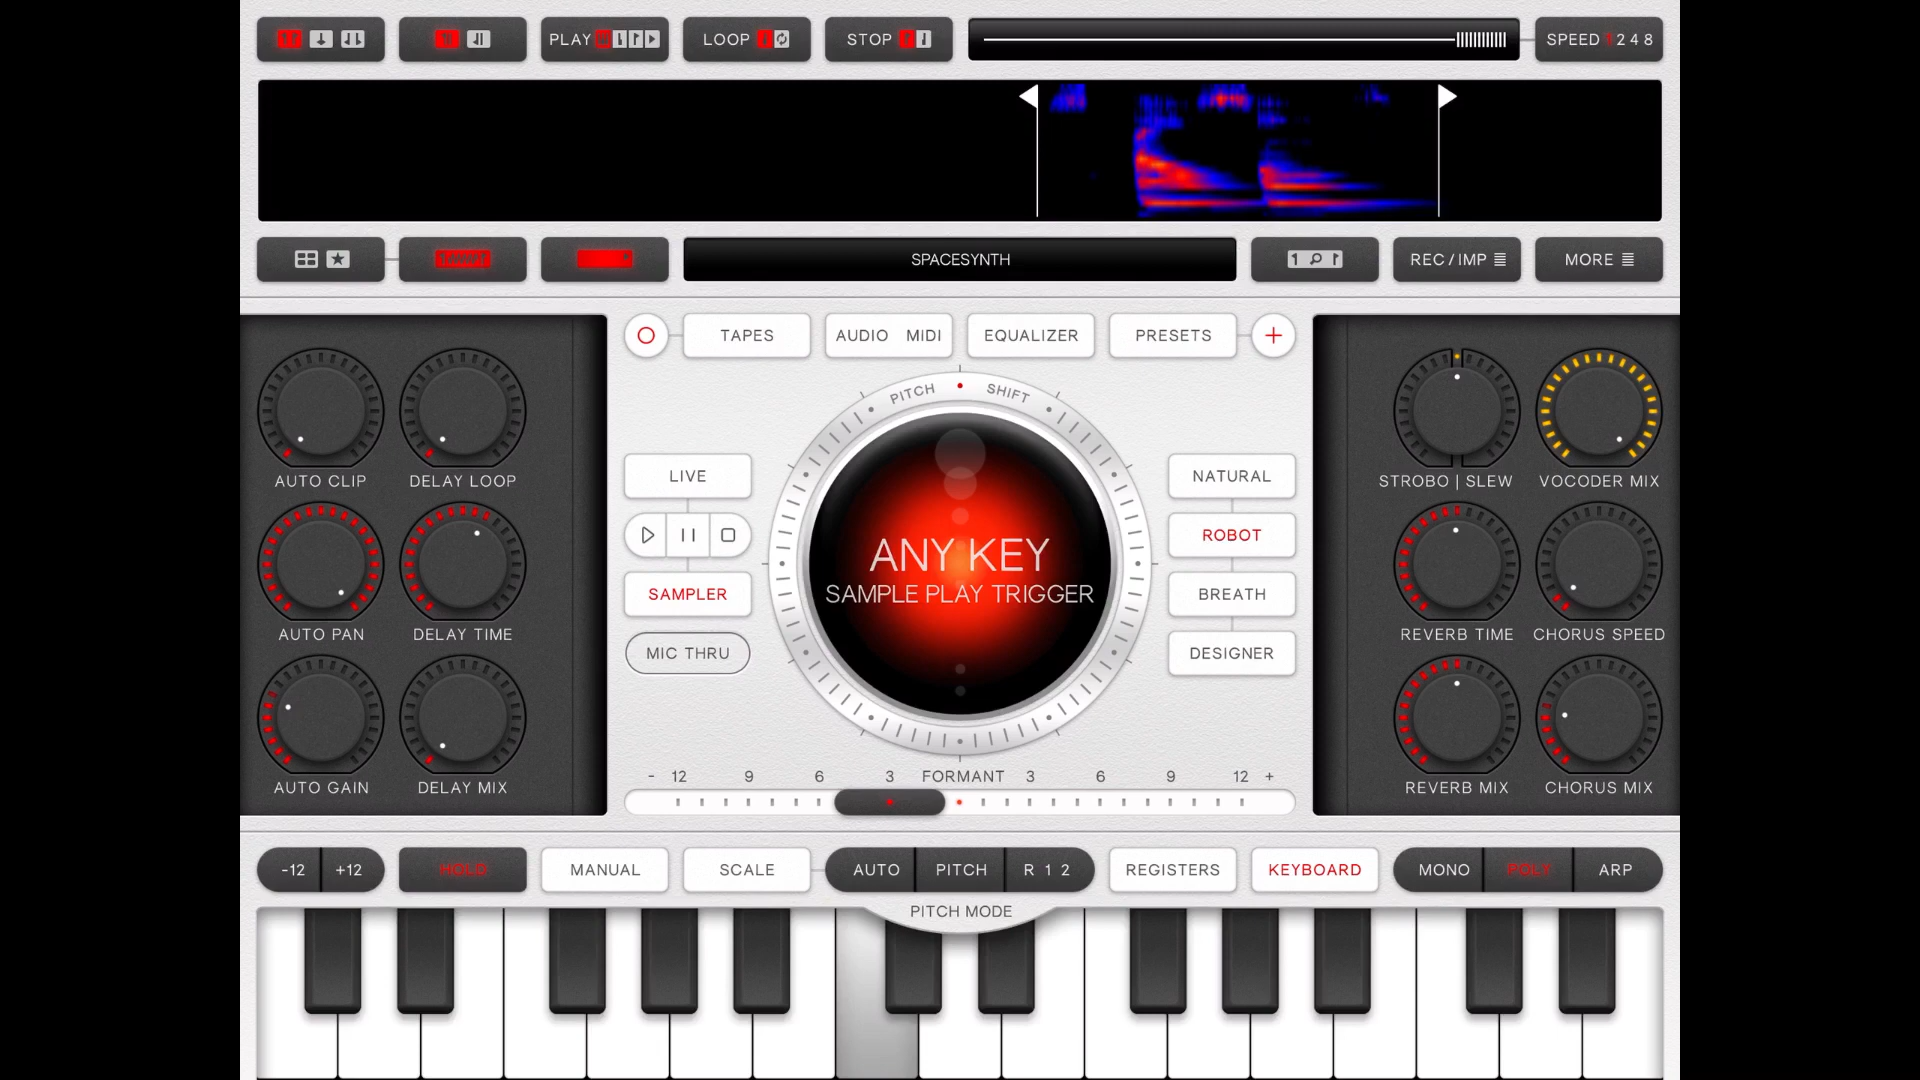 PLAY LOOP STOP SPEED 1 2 4 8
SPACESYNTH REC / IMP MORE
TAPES AUDIO MIDI EQUALIZER PRESETS
PITCH SHIFT
AUTO CLIP DELAY LOOP LIVE NATURAL STROBO | SLEW VOCODER MIX
ROBOT
ANY KEY
SAMPLE PLAY TRIGGER
SAMPLER BREATH
AUTO PAN DELAY TIME REVERB TIME CHORUS SPEED
MIC THRU DESIGNER
- 12 9 6 3 FORMANT 3 6 9 12 +
AUTO GAIN DELAY MIX REVERB MIX CHORUS MIX
-12 +12 HOLD MANUAL SCALE AUTO PITCH R 1 2 REGISTERS KEYBOARD MONO POLY ARP
PITCH MODE